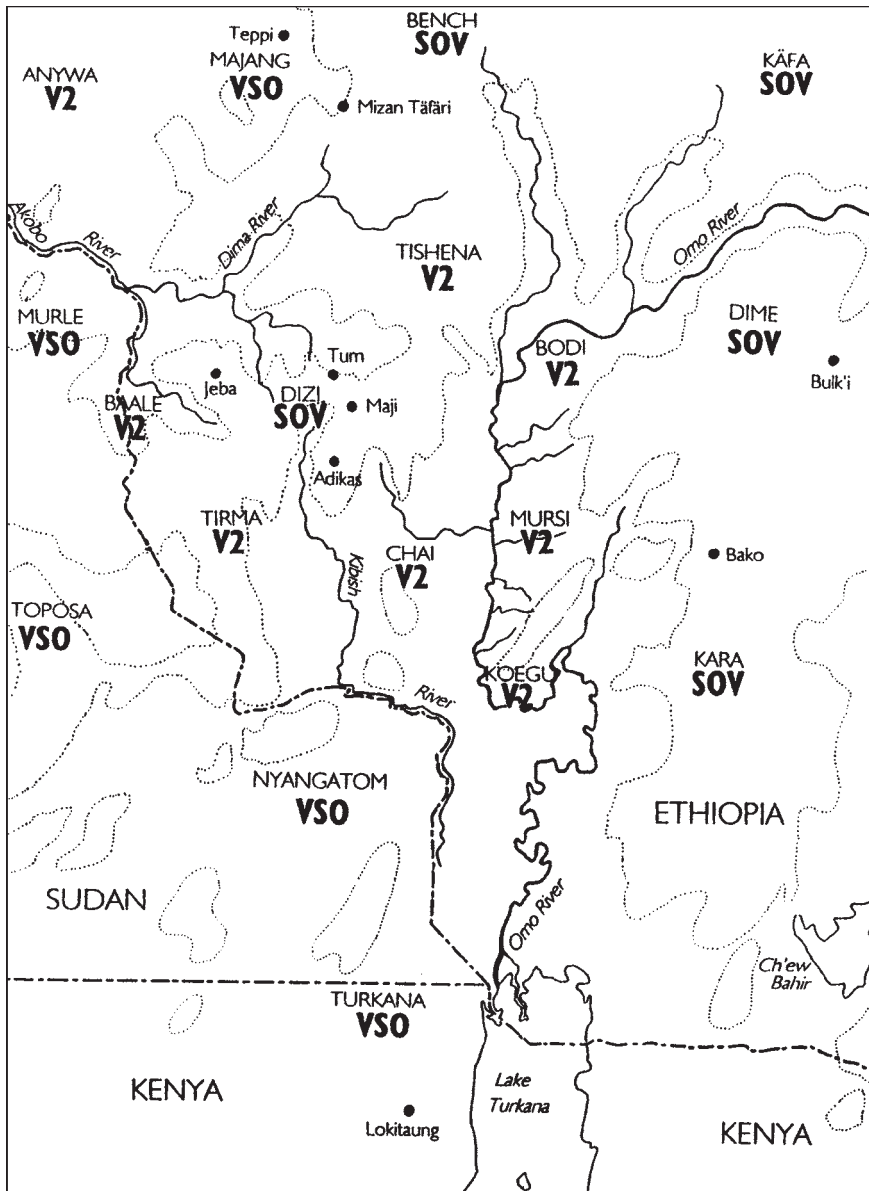 BENCH
SOV
Teppi
MAJANG
VSO
KÄFA
SOV
ANYWA
V2
Mizan Täfäri
Akobo
River
Dima River
TISHENA
V2
Omo River
MURLE
VSO
DIME
SOV
BODI
V2
Tum
Jeba
Bulk'i
BAALE
V2
DIZI
SOV
Maji
Adikas
TIRMA
V2
MURSI
V2
CHAI
V2
Bako
Kibish
TOPOSA
VSO
KOEGU
V2
KARA
SOV
River
NYANGATOM
VSO
ETHIOPIA
SUDAN
Omo River
Ch'ew
Bahir
TURKANA
VSO
KENYA
Lake
Turkana
Lokitaung
KENYA